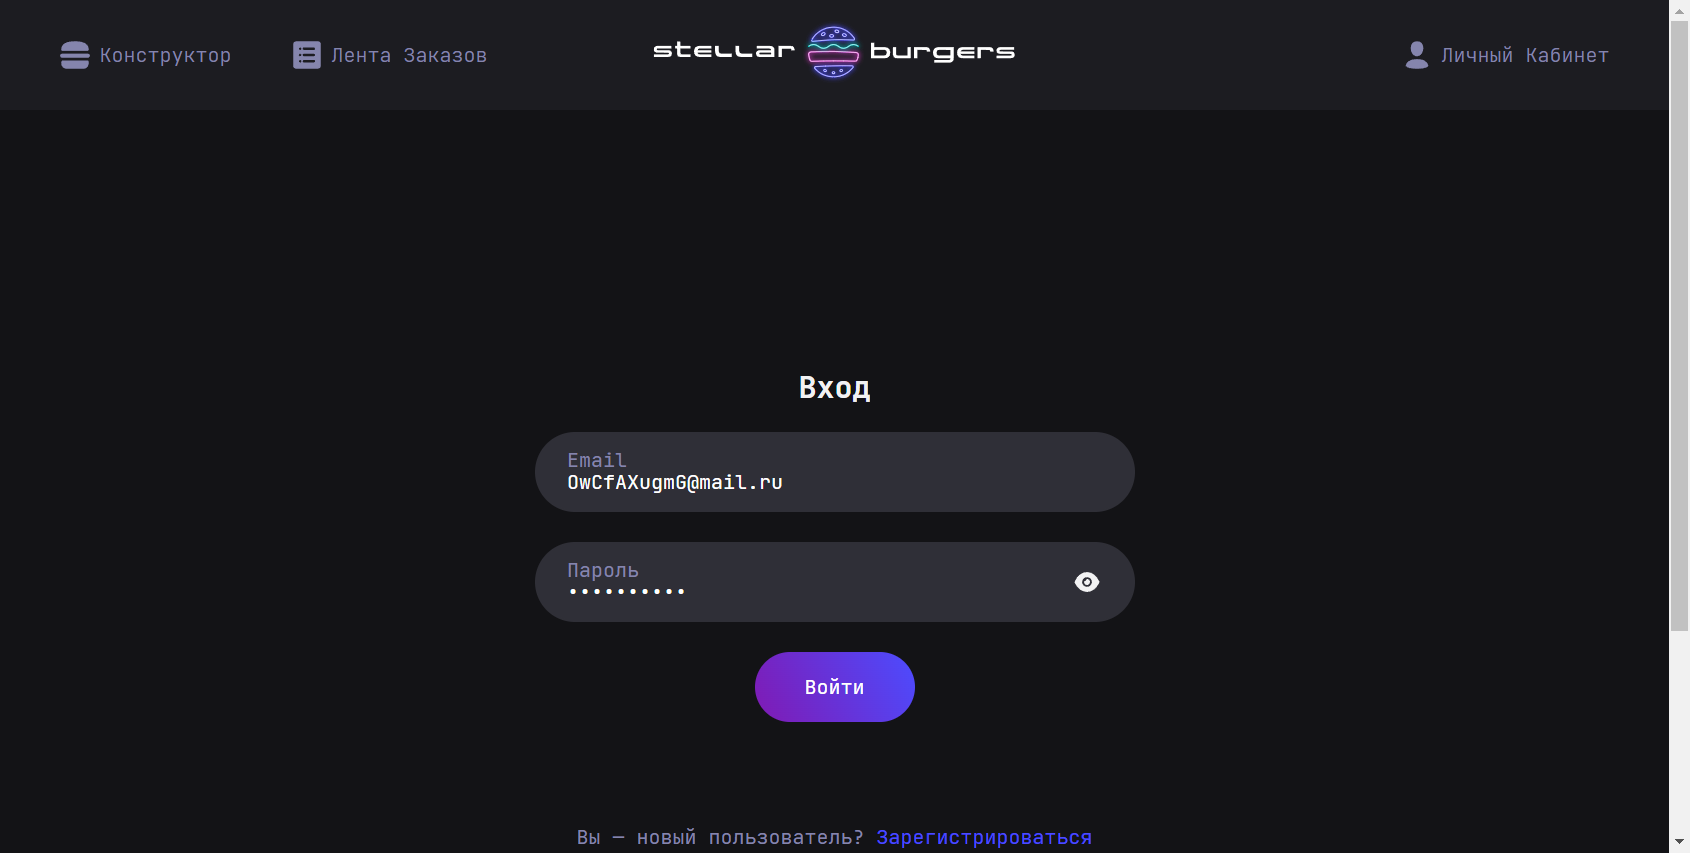 Конструктор
Лента Заказов
stellar burgers
Личный Кабинет
Вход
Email
OwCfAXugmG@mail.ru
Пароль
••••••••••
Войти
Вы — новый пользователь? Зарегистрироваться